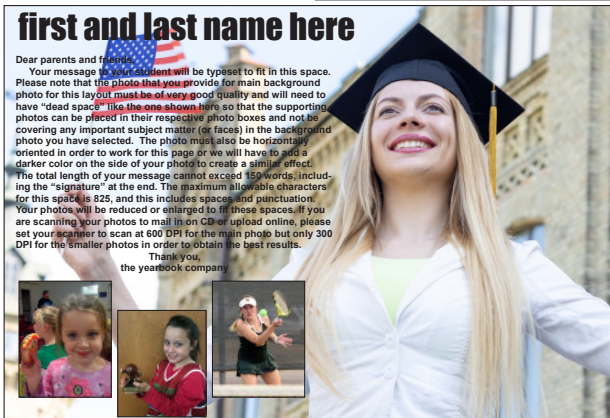 first and last name here
Dear parents and friends,
Your message to your student will be typeset to fit in this space.
Please note that the photo that you provide for main background
photo for this layout must be of very good quality and will need to
have “dead space” like the one shown here so that the supporting
photos can be placed in their respective photo boxes and not be
covering any important subject matter (or faces) in the background
photo you have selected. The photo must also be horizontally
oriented in order to work for this page or we will have to add a
darker color on the side of your photo to create a similar effect.
The total length of your message cannot exceed 150 words, includ-
ing the “signature” at the end. The maximum allowable characters
for this space is 825, and this includes spaces and punctuation.
Your photos will be reduced or enlarged to fit these spaces. If you
are scanning your photos to mail in on CD or upload online, please
set your scanner to scan at 600 DPI for the main photo but only 300
DPI for the smaller photos in order to obtain the best results.
Thank you,
the yearbook company